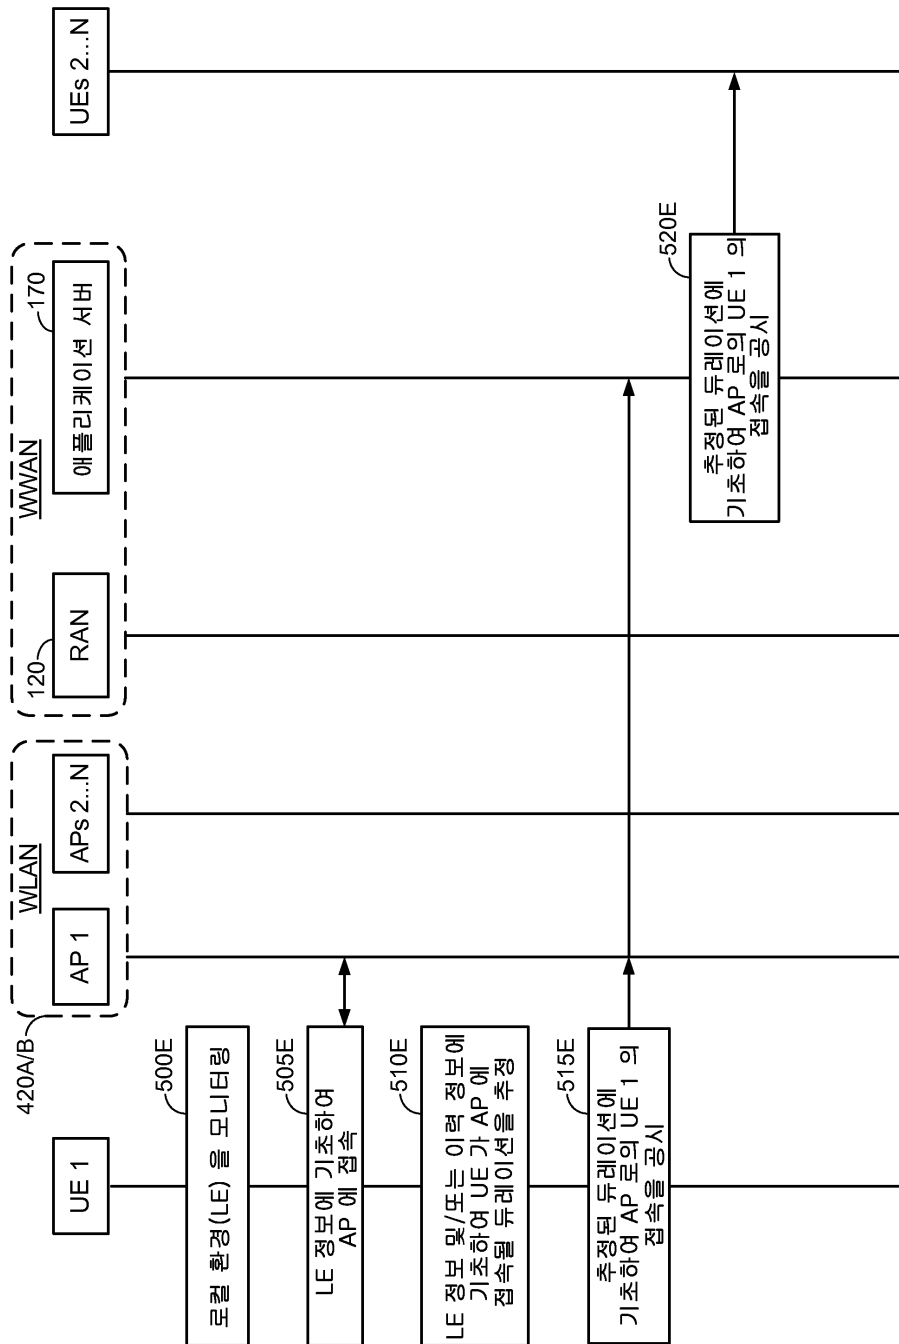 420A/B
WLAN
WWAN
120
170
UE 1
AP 1
APs 2...N
RAN
애플리케이션 서버
UEs 2...N
500E
로컬 환경(LE) 을 모니터링
505E
LE 정보에 기초하여
AP 에 접속
510E
LE 정보 및/또는 이력 정보에
기초하여 UE 가 AP 에
접속될 듀레이션을 추정
515E
추정된 듀레이션에
기초하여 AP 로의 UE 1 의
접속을 공시
520E
추정된 듀레이션에
기초하여 AP 로의 UE 1 의
접속을 공시